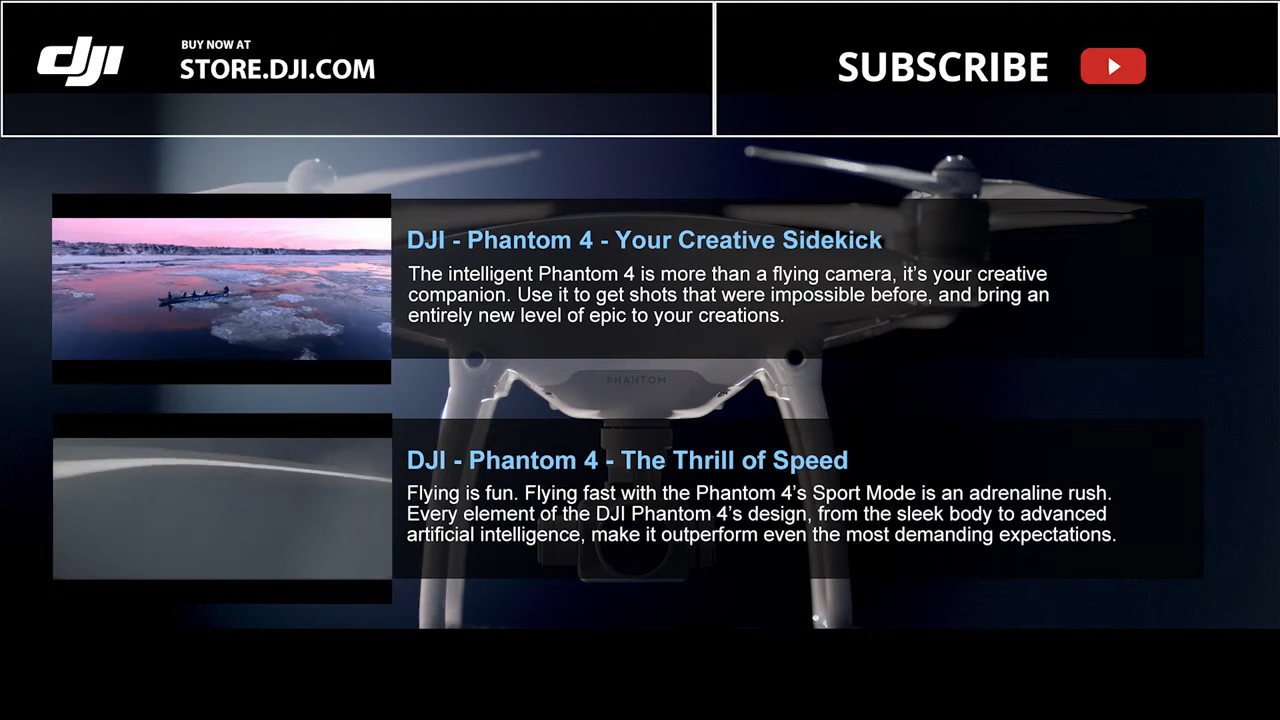 dji
BUY NOW AT
STORE.DJI.COM
SUBSCRIBE
DJI - Phantom 4 - Your Creative Sidekick
The intelligent Phantom 4 is more than a flying camera, it’s your creative
companion. Use it to get shots that were impossible before, and bring an
entirely new level of epic to your creations.
PHANTOM
DJI - Phantom 4 - The Thrill of Speed
Flying is fun. Flying fast with the Phantom 4’s Sport Mode is an adrenaline rush.
Every element of the DJI Phantom 4’s design, from the sleek body to advanced
artificial intelligence, make it outperform even the most demanding expectations.